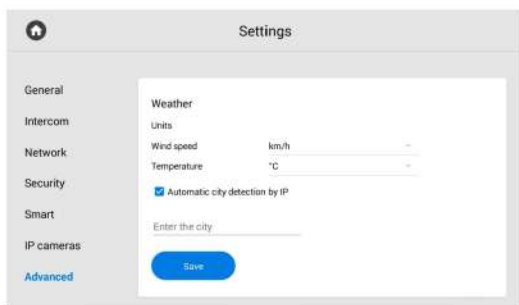 Settings
General
Intercom
Network
Security
Smart
IP cameras
Advanced
Weather
Units
Wind speed km/h
Temperature °C
Automatic city detection by IP
Enter the city
Save